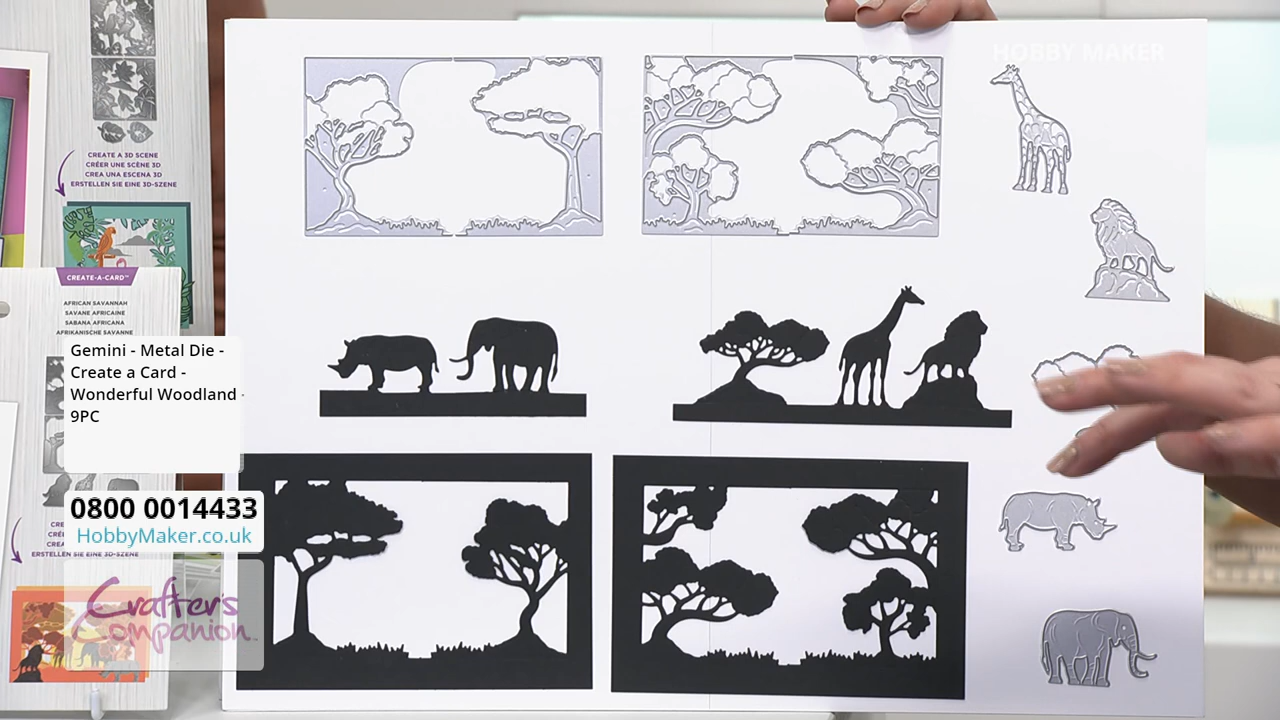 HOBBY MAKER
CREATE A 3D SCENE
CRÉER UNE SCÈNE 3D
CREA UNA ESCENA 3D
ERSTELLEN SIE EINE 3D-SZENE
CREATE-A-CARD™
AFRICAN SAVANNAH
SAVANE AFRICAINE
SABANA AFRICANA
AFRIKANISCHE SAVANNE
Gemini - Metal Die -
Create a Card -
Wonderful Woodland -
9PC
0800 0014433
HobbyMaker.co.uk
ERSTELLEN SIE EINE 3D-SZENE
Crafter's
Companion